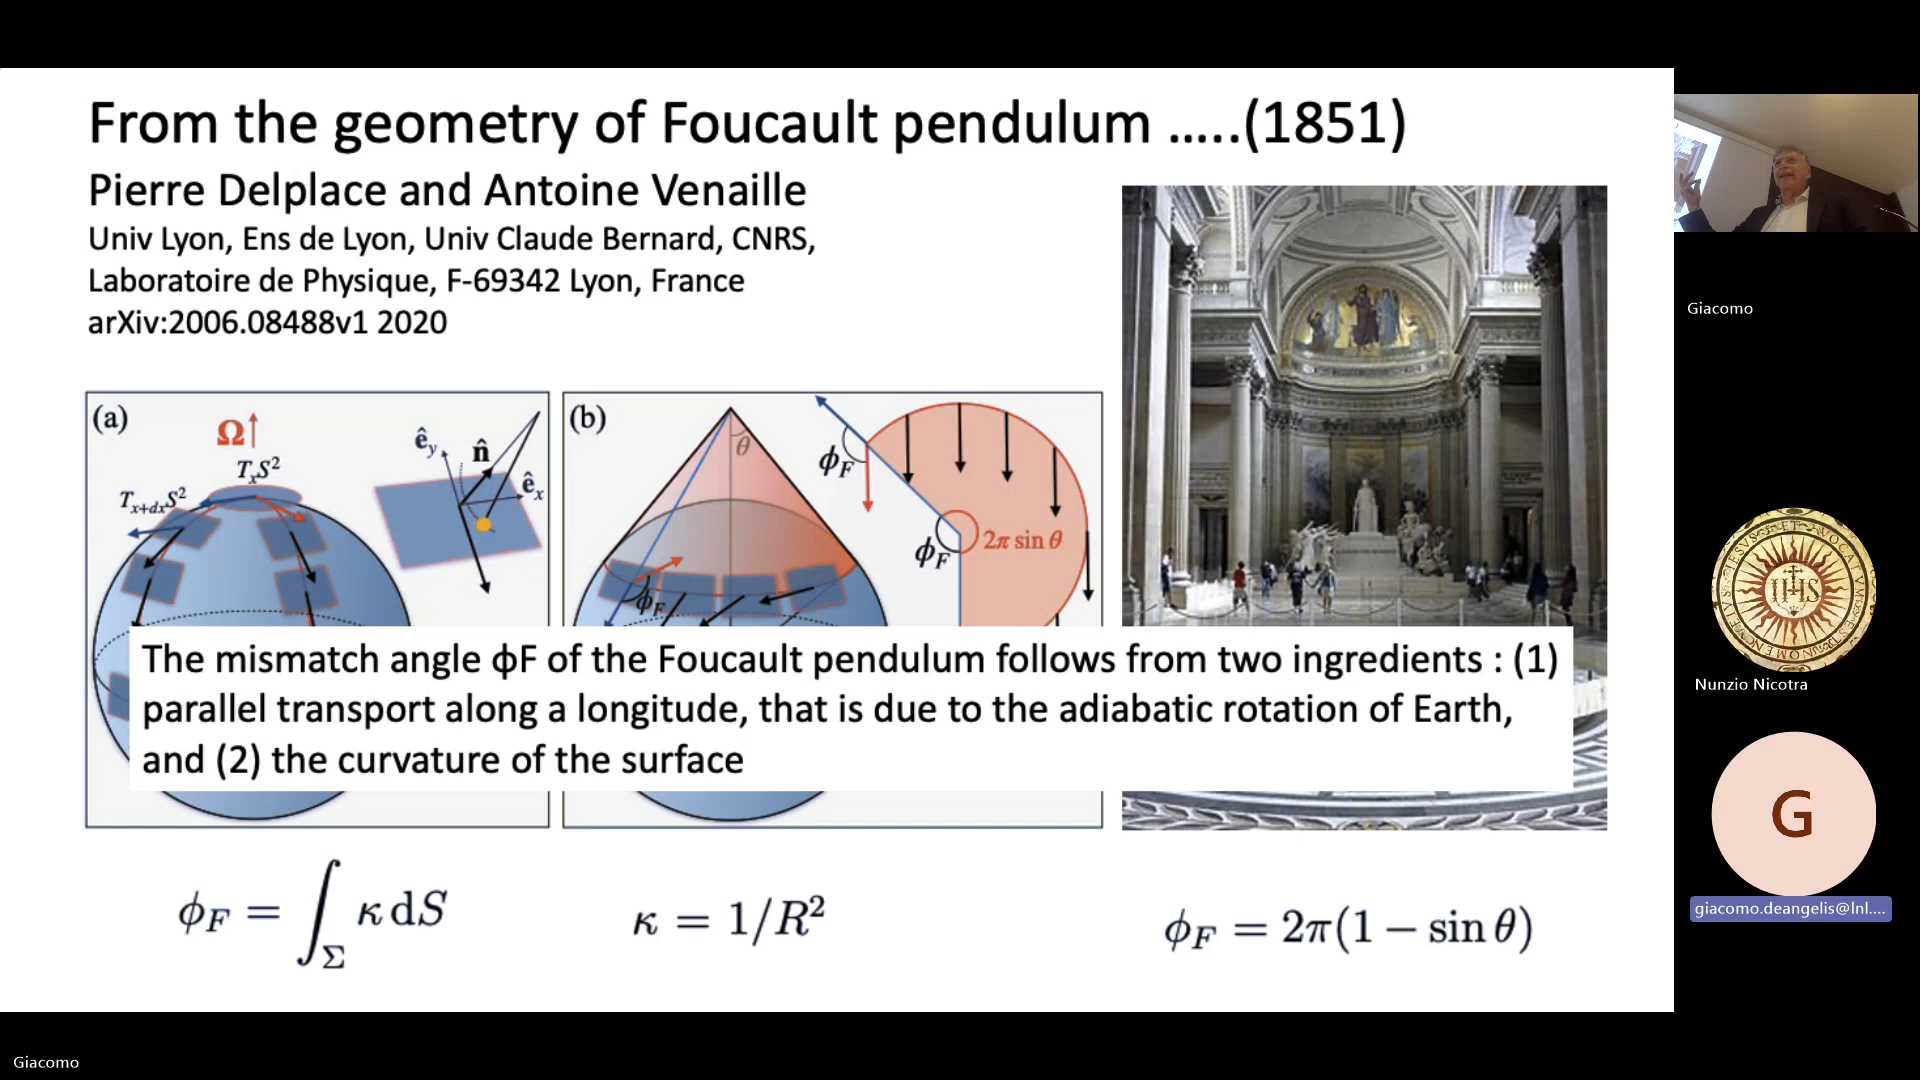 From the geometry of Foucault pendulum .....(1851)
Pierre Delplace and Antoine Venaille
Univ Lyon, Ens de Lyon, Univ Claude Bernard, CNRS,
Laboratoire de Physique, F-69342 Lyon, France
arXiv:2006.08488v1 2020
(a)
Ω
TₓS²
Tₓ₊dₓS²
ê_y
n̂
ê_x
(b)
θ
ϕ_F
ϕ_F
ϕ_F
2π sin θ
The mismatch angle ϕF of the Foucault pendulum follows from two ingredients : (1)
parallel transport along a longitude, that is due to the adiabatic rotation of Earth,
and (2) the curvature of the surface
ϕ_F = ∫_Σ κ dS
κ = 1/R²
ϕ_F = 2π(1 − sin θ)
Giacomo
IHS
Nunzio Nicotra
G
giacomo.deangelis@lnl....
Giacomo